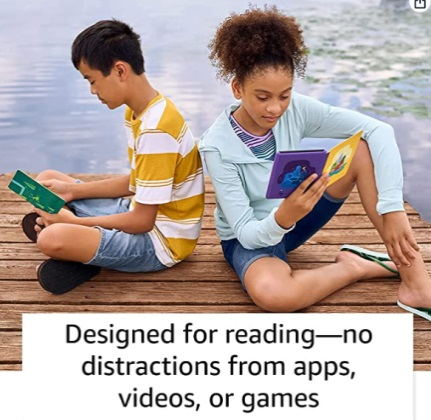 Designed for reading—no
distractions from apps,
videos, or games